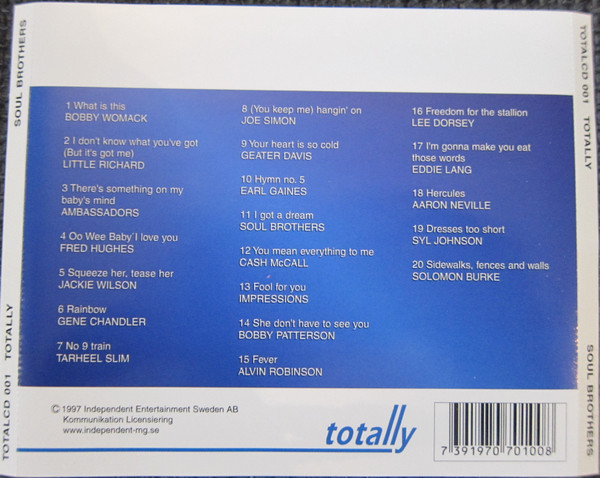 SOUL BROTHERS
TOTALLY
TOTALCD 001
1 What is this
BOBBY WOMACK
2 I don't know what you've got
(But it's got me)
LITTLE RICHARD
3 There's something on my
baby's mind
AMBASSADORS
4 Oo Wee Baby I love you
FRED HUGHES
5 Squeeze her, tease her
JACKIE WILSON
6 Rainbow
GENE CHANDLER
7 No 9 train
TARHEEL SLIM
8 (You keep me) hangin' on
JOE SIMON
9 Your heart is so cold
GEATER DAVIS
10 Hymn no. 5
EARL GAINES
11 I got a dream
SOUL BROTHERS
12 You mean everything to me
CASH McCALL
13 Fool for you
IMPRESSIONS
14 She don't have to see you
BOBBY PATTERSON
15 Fever
ALVIN ROBINSON
16 Freedom for the stallion
LEE DORSEY
17 I'm gonna make you eat
those words
EDDIE LANG
18 Hercules
AARON NEVILLE
19 Dresses too short
SYL JOHNSON
20 Sidewalks, fences and walls
SOLOMON BURKE
© 1997 Independent Entertainment Sweden AB
Kommunikation Licensiering
www.independent-mg.se
totally
7 391970 701008
TOTALCD 001
TOTALLY
SOUL BROTHERS